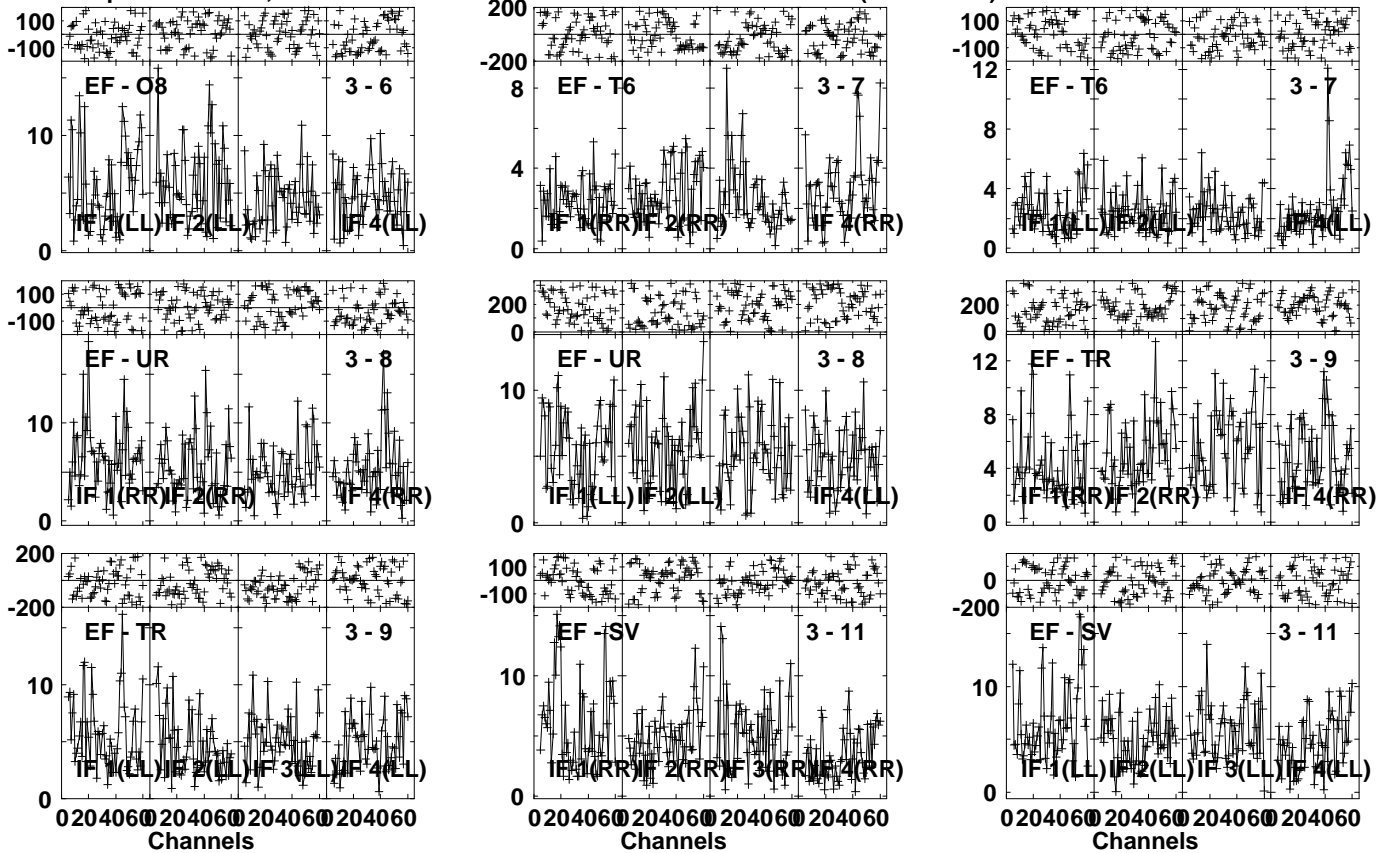 100 200 100
-100 -200 -100
EF - O8 3 - 6 EF - T6 3 - 7 EF - T6 3 - 7
10 8 12
4 8
4
IF 1(LL) IF 2(LL) IF 4(LL) IF 1(RR) IF 2(RR) IF 4(RR) IF 1(LL) IF 2(LL) IF 4(LL)
0 0 0
100 200 200
-100 0 0
EF - UR 3 - 8 EF - UR 3 - 8 EF - TR 3 - 9
10 10 12
8
4
IF 1(RR) IF 2(RR) IF 4(RR) IF 1(LL) IF 2(LL) IF 4(LL) IF 1(RR) IF 2(RR) IF 4(RR)
0 0 0
200 100 0
-200 -100 -200
EF - TR 3 - 9 EF - SV 3 - 11 EF - SV 3 - 11
10 10 10
IF 1(LL) IF 2(LL) IF 3(LL) IF 4(LL) IF 1(RR) IF 2(RR) IF 3(RR) IF 4(RR) IF 1(LL) IF 2(LL) IF 3(LL) IF 4(LL)
0 0 0
0 20 40 60 0 20 40 60 0 20 40 60 0 20 40 60 0 20 40 60 0 20 40 60 0 20 40 60 0 20 40 60 0 20 40 60 0 20 40 60 0 20 40 60 0 20 40 60
Channels Channels Channels